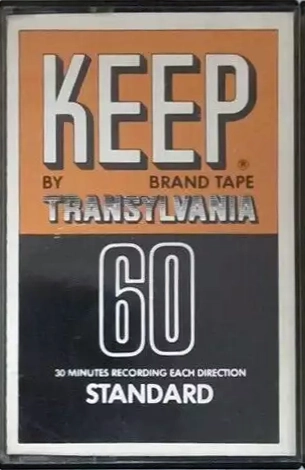 KEEP®
BY BRAND TAPE
TRANSYLVANIA
60
30 MINUTES RECORDING EACH DIRECTION
STANDARD